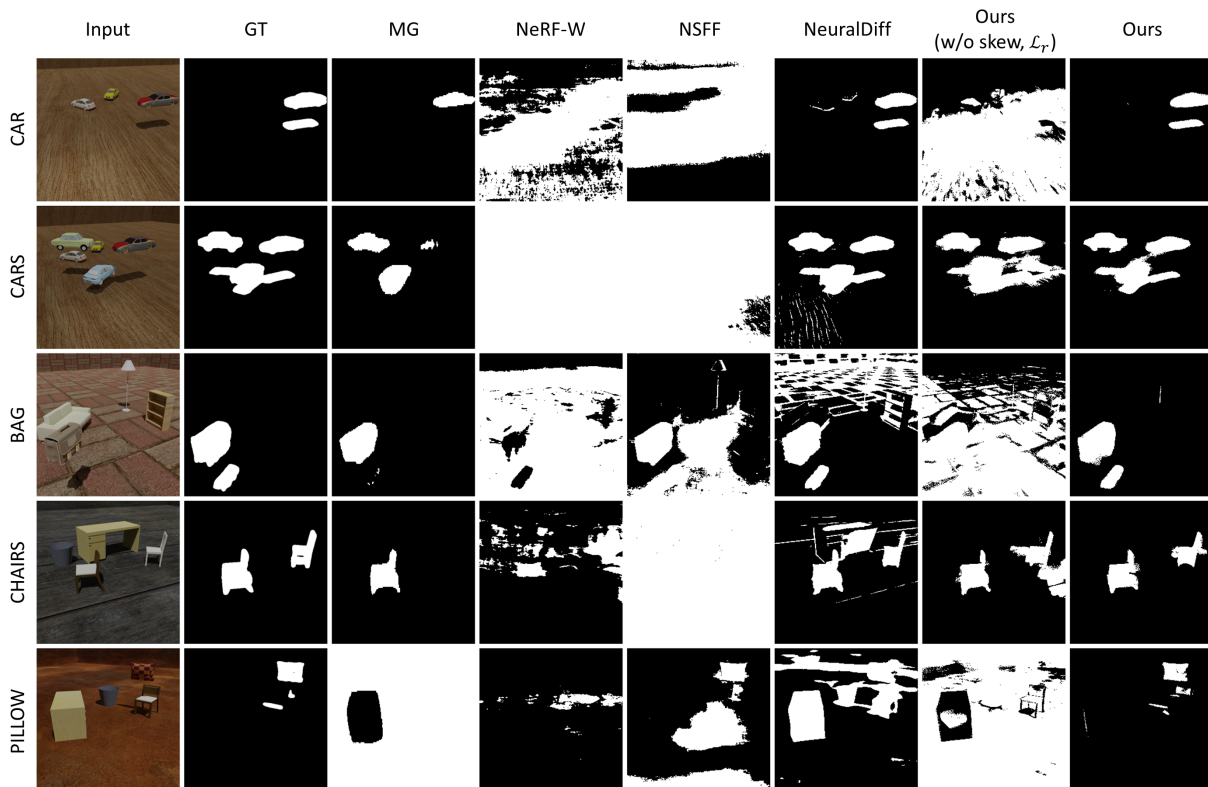 Input GT MG NeRF-W NSFF NeuralDiff Ours (w/o skew, ℒᵣ) Ours
CAR
CARS
BAG
CHAIRS
PILLOW